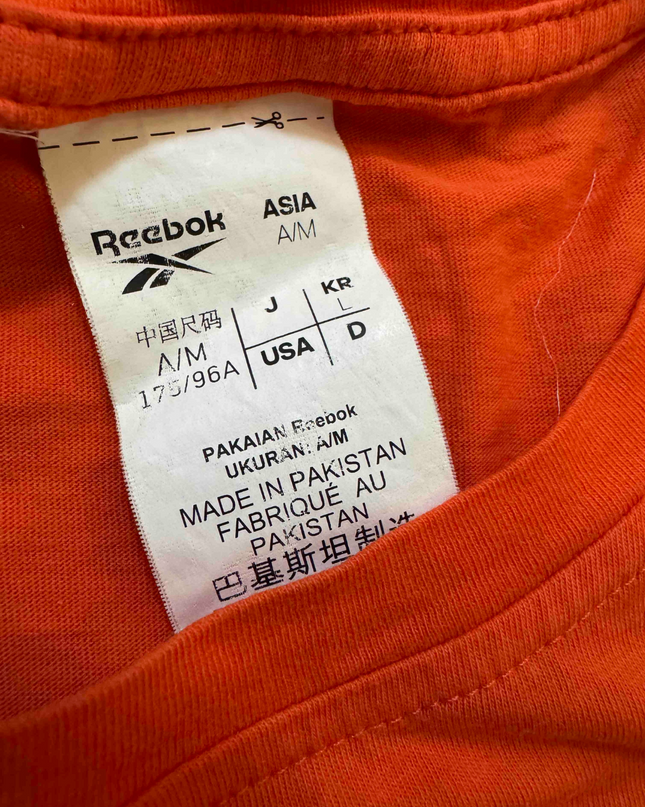 Reebok
ASIA
A/M
中国尺码
A/M
175/96A
J
KR
L
USA
D
PAKAIAN Reebok
UKURAN: A/M
MADE IN PAKISTAN
FABRIQUÉ AU
PAKISTAN
巴基斯坦制造